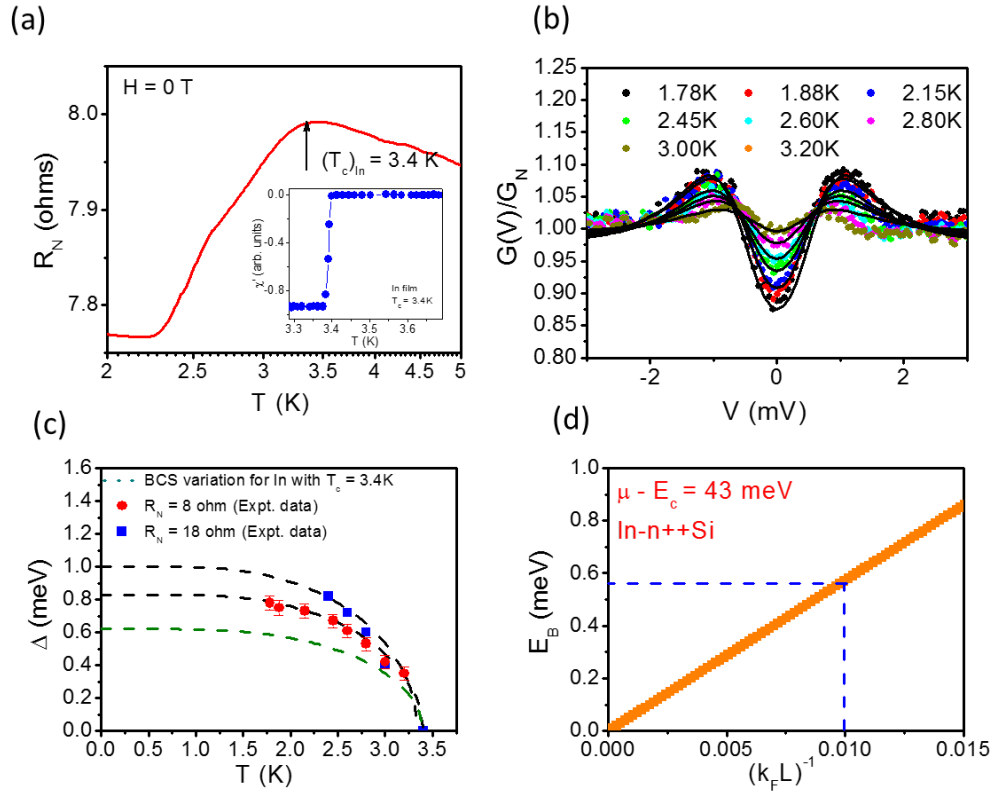 (a)
H = 0 T
8.0
7.9
7.8
R_N (ohms)
(T_c)_In = 3.4 K
0.0
-0.4
-0.8
χ' (arb. units)
In film
T_c = 3.4K
3.3 3.4 3.5 3.6
T (K)
2 2.5 3 3.5 4 4.5 5
T (K)
(b)
1.25
1.20
1.15
1.10
1.05
1.00
0.95
0.90
0.85
0.80
G(V)/G_N
1.78K 1.88K 2.15K
2.45K 2.60K 2.80K
3.00K 3.20K
-2 0 2
V (mV)
(c)
1.6
1.4
1.2
1.0
0.8
0.6
0.4
0.2
0.0
Δ (meV)
BCS variation for In with T_c = 3.4K
R_N = 8 ohm (Expt. data)
R_N = 18 ohm (Expt. data)
0.0 0.5 1.0 1.5 2.0 2.5 3.0 3.5
T (K)
(d)
1.0
0.8
0.6
0.4
0.2
0.0
E_B (meV)
μ - E_c = 43 meV
In-n++Si
0.000 0.005 0.010 0.015
(k_F L)^-1